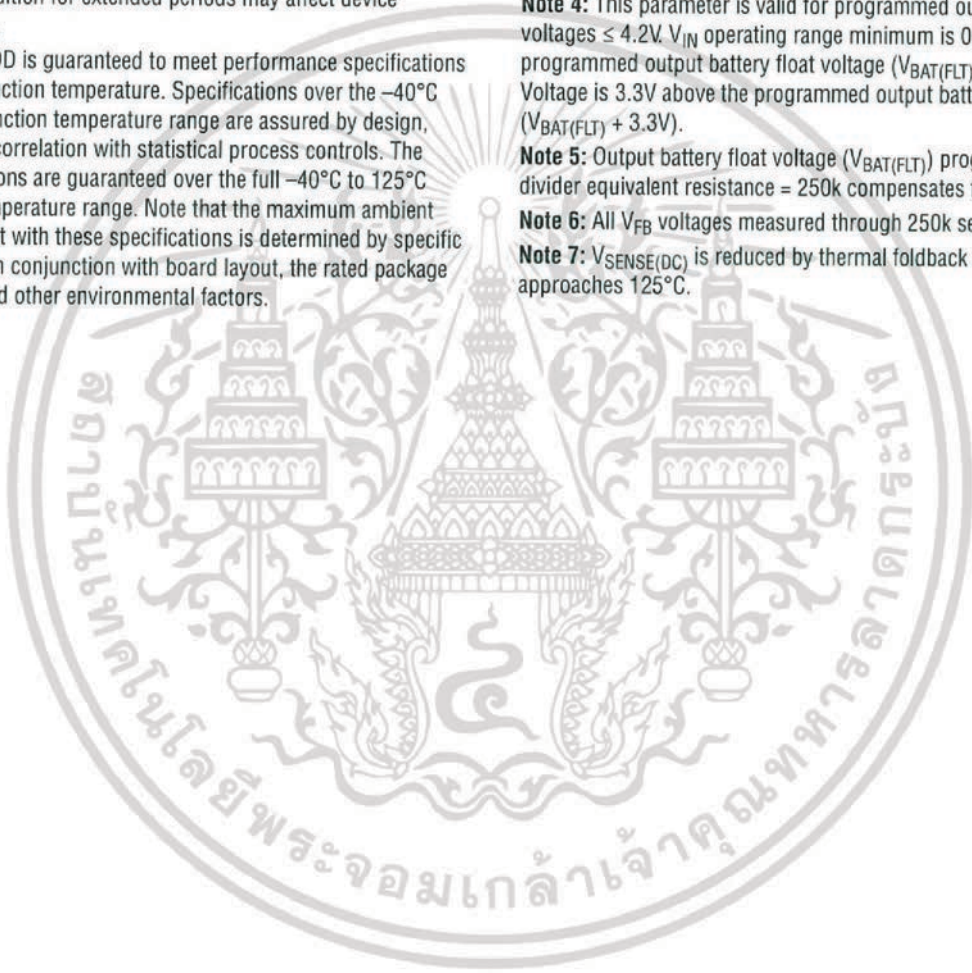 ition for extended periods may affect device
OD is guaranteed to meet performance specifications
ction temperature. Specifications over the –40°C
ction temperature range are assured by design,
correlation with statistical process controls. The
ons are guaranteed over the full –40°C to 125°C
perature range. Note that the maximum ambient
t with these specifications is determined by specific
n conjunction with board layout, the rated package
d other environmental factors.
Note 4: This parameter is valid for programmed ou
voltages ≤ 4.2V. VIN operating range minimum is 0
programmed output battery float voltage (VBAT(FLT)
Voltage is 3.3V above the programmed output batt
(VBAT(FLT) + 3.3V).
Note 5: Output battery float voltage (VBAT(FLT)) prog
divider equivalent resistance = 250k compensates
Note 6: All VFB voltages measured through 250k se
Note 7: VSENSE(DC) is reduced by thermal foldback
approaches 125°C.
สถาบันเทคโนโลยีพระจอมเกล้าเจ้าคุณทหารลาดกระบัง